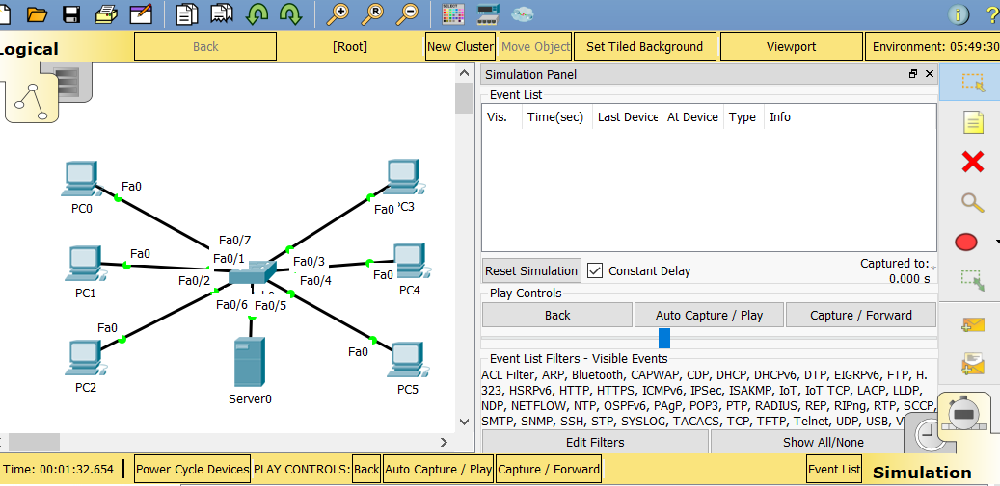 Logical
Back
[Root]
New Cluster
Move Object
Set Tiled Background
Viewport
Environment: 05:49:30
Simulation Panel
Event List
Vis. Time(sec) Last Device At Device Type Info
Reset Simulation
Constant Delay
Captured to:
0.000 s
Play Controls
Back
Auto Capture / Play
Capture / Forward
Event List Filters - Visible Events
ACL Filter, ARP, Bluetooth, CAPWAP, CDP, DHCP, DHCPv6, DTP, EIGRPv6, FTP, H.
323, HSRPv6, HTTP, HTTPS, ICMPv6, IPSec, ISAKMP, IoT, IoT TCP, LACP, LLDP,
NDP, NETFLOW, NTP, OSPFv6, PAgP, POP3, PTP, RADIUS, REP, RIPng, RTP, SCCP,
SMTP, SNMP, SSH, STP, SYSLOG, TACACS, TCP, TFTP, Telnet, UDP, USB, V
Edit Filters
Show All/None
Fa0
PC0
Fa0
PC3
Fa0/7
Fa0
Fa0/1
Fa0/3
PC1
Fa0/2
Fa0/4
Fa0
PC4
Fa0/6
Fa0/5
Fa0
PC2
Fa0
PC5
Server0
Time: 00:01:32.654
Power Cycle Devices
PLAY CONTROLS:
Back
Auto Capture / Play
Capture / Forward
Event List
Simulation